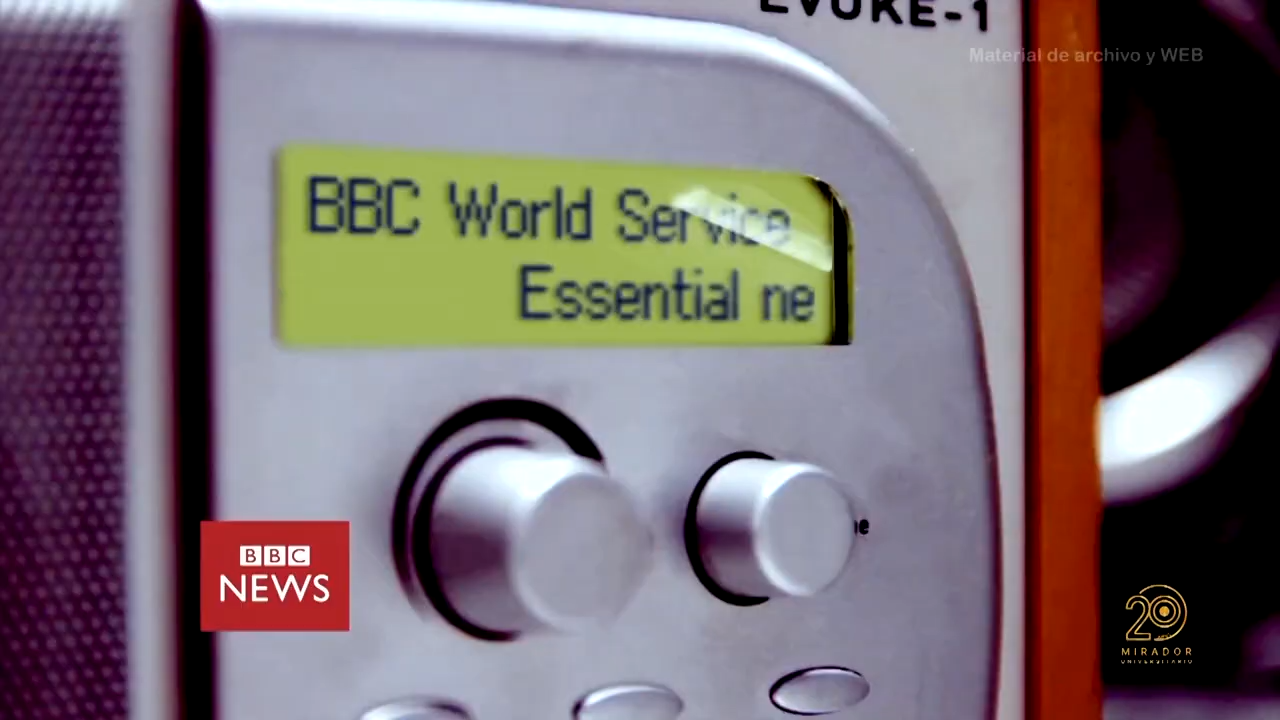 EVOKE-1
Material de archivo y WEB
BBC World Service
Essential ne
BBC
NEWS
20
MIRADOR
UNIVERSITARIO